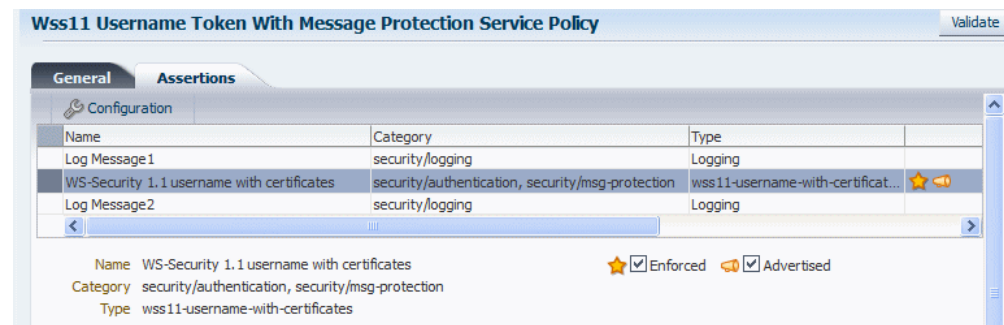 Wss11 Username Token With Message Protection Service Policy
Validate
General Assertions
Configuration
Name Category Type
Log Message1 security/logging Logging
WS-Security 1.1 username with certificates security/authentication, security/msg-protection wss11-username-with-certificat...
Log Message2 security/logging Logging
Name WS-Security 1.1 username with certificates Enforced Advertised
Category security/authentication, security/msg-protection
Type wss11-username-with-certificates